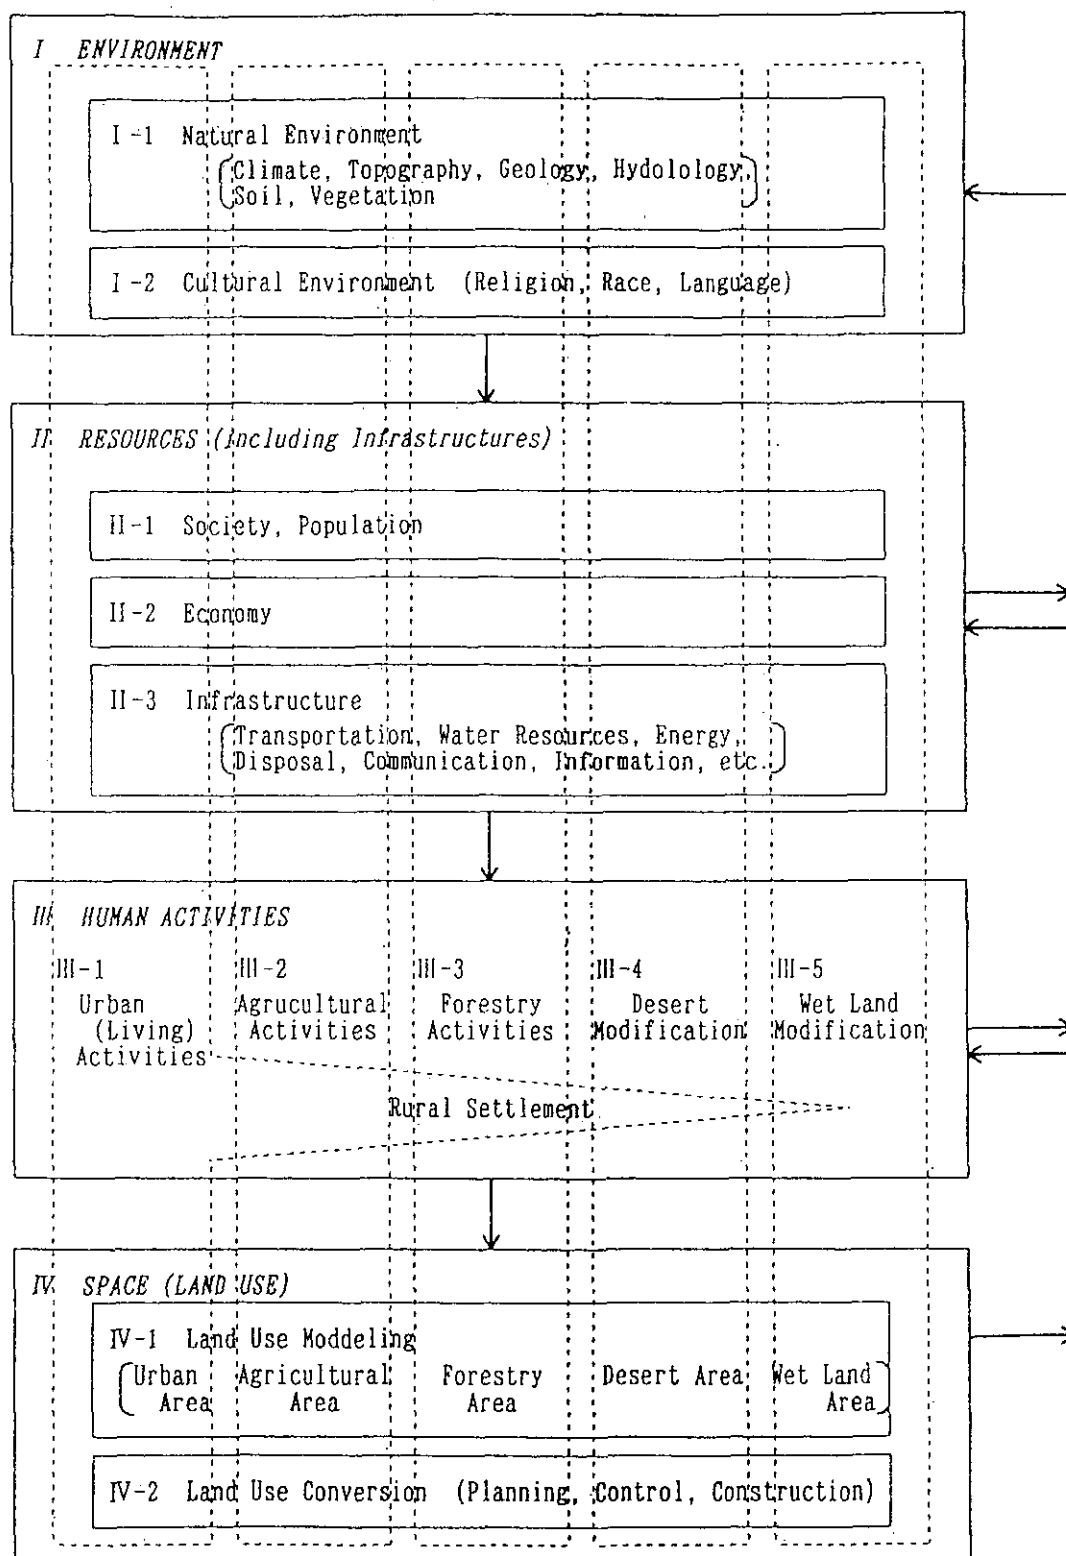 I ENVIRONMENT
I-1 Natural Environment
(Climate, Topography, Geology, Hydolology,
Soil, Vegetation)
I-2 Cultural Environment (Religion, Race, Language)
II RESOURCES (Including Infrastructures)
II-1 Society, Population
II-2 Economy
II-3 Infrastructure
(Transportation, Water Resources, Energy,
Disposal, Communication, Information, etc.)
III HUMAN ACTIVITIES
III-1 III-2 III-3 III-4 III-5
Urban Agrucultural Forestry Desert Wet Land
(Living) Activities Activities Modification Modification
Activities
Rural Settlement
IV SPACE (LAND USE)
IV-1 Land Use Moddeling
(Urban Agricultural Forestry Desert Area Wet Land
Area Area Area Area)
IV-2 Land Use Conversion (Planning, Control, Construction)